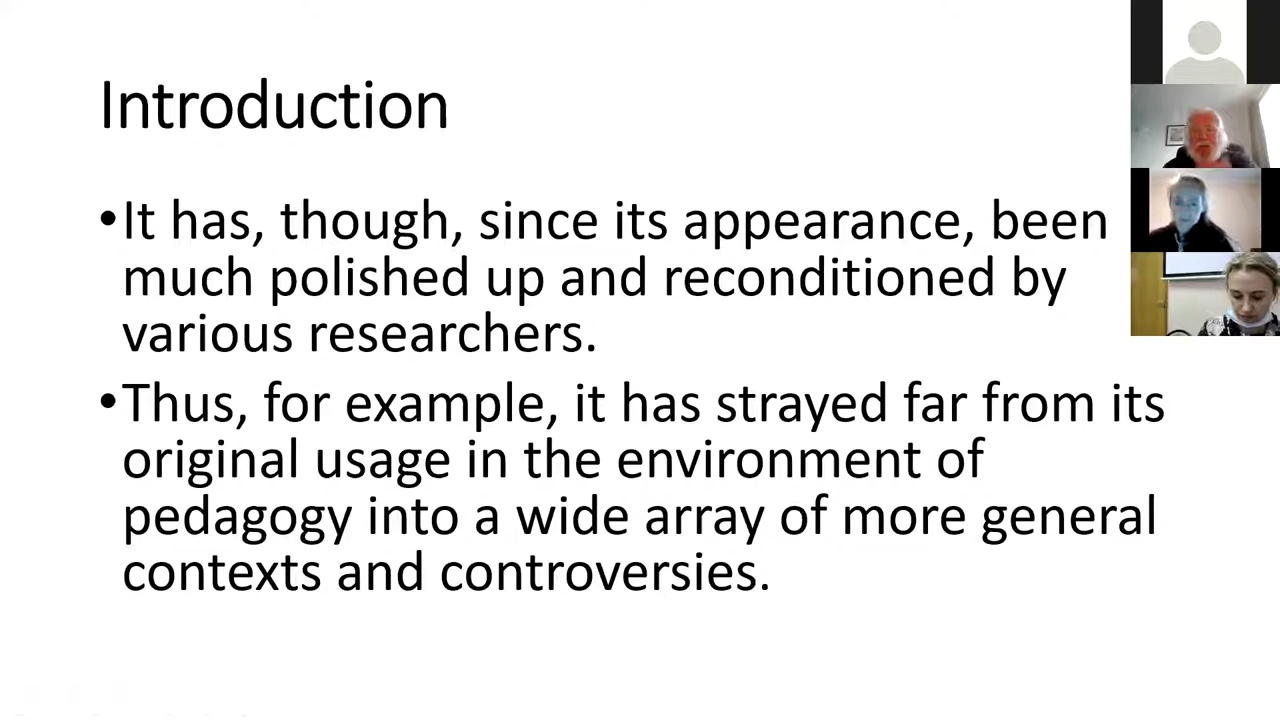 Introduction
•It has, though, since its appearance, been
much polished up and reconditioned by
various researchers.
•Thus, for example, it has strayed far from its
original usage in the environment of
pedagogy into a wide array of more general
contexts and controversies.